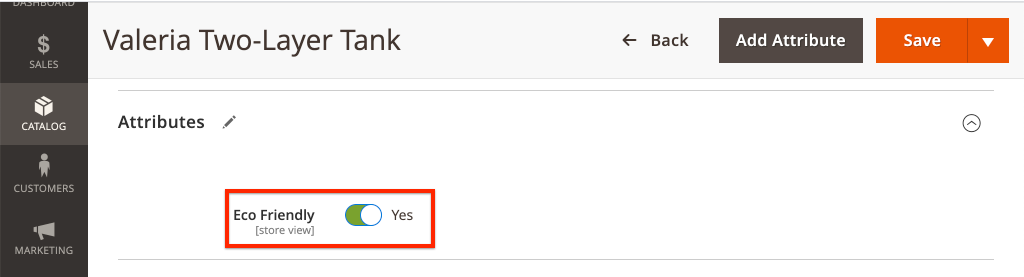 DASHBOARD
SALES
CATALOG
CUSTOMERS
MARKETING
Valeria Two-Layer Tank
Back
Add Attribute
Save
Attributes
Eco Friendly
Yes
[store view]